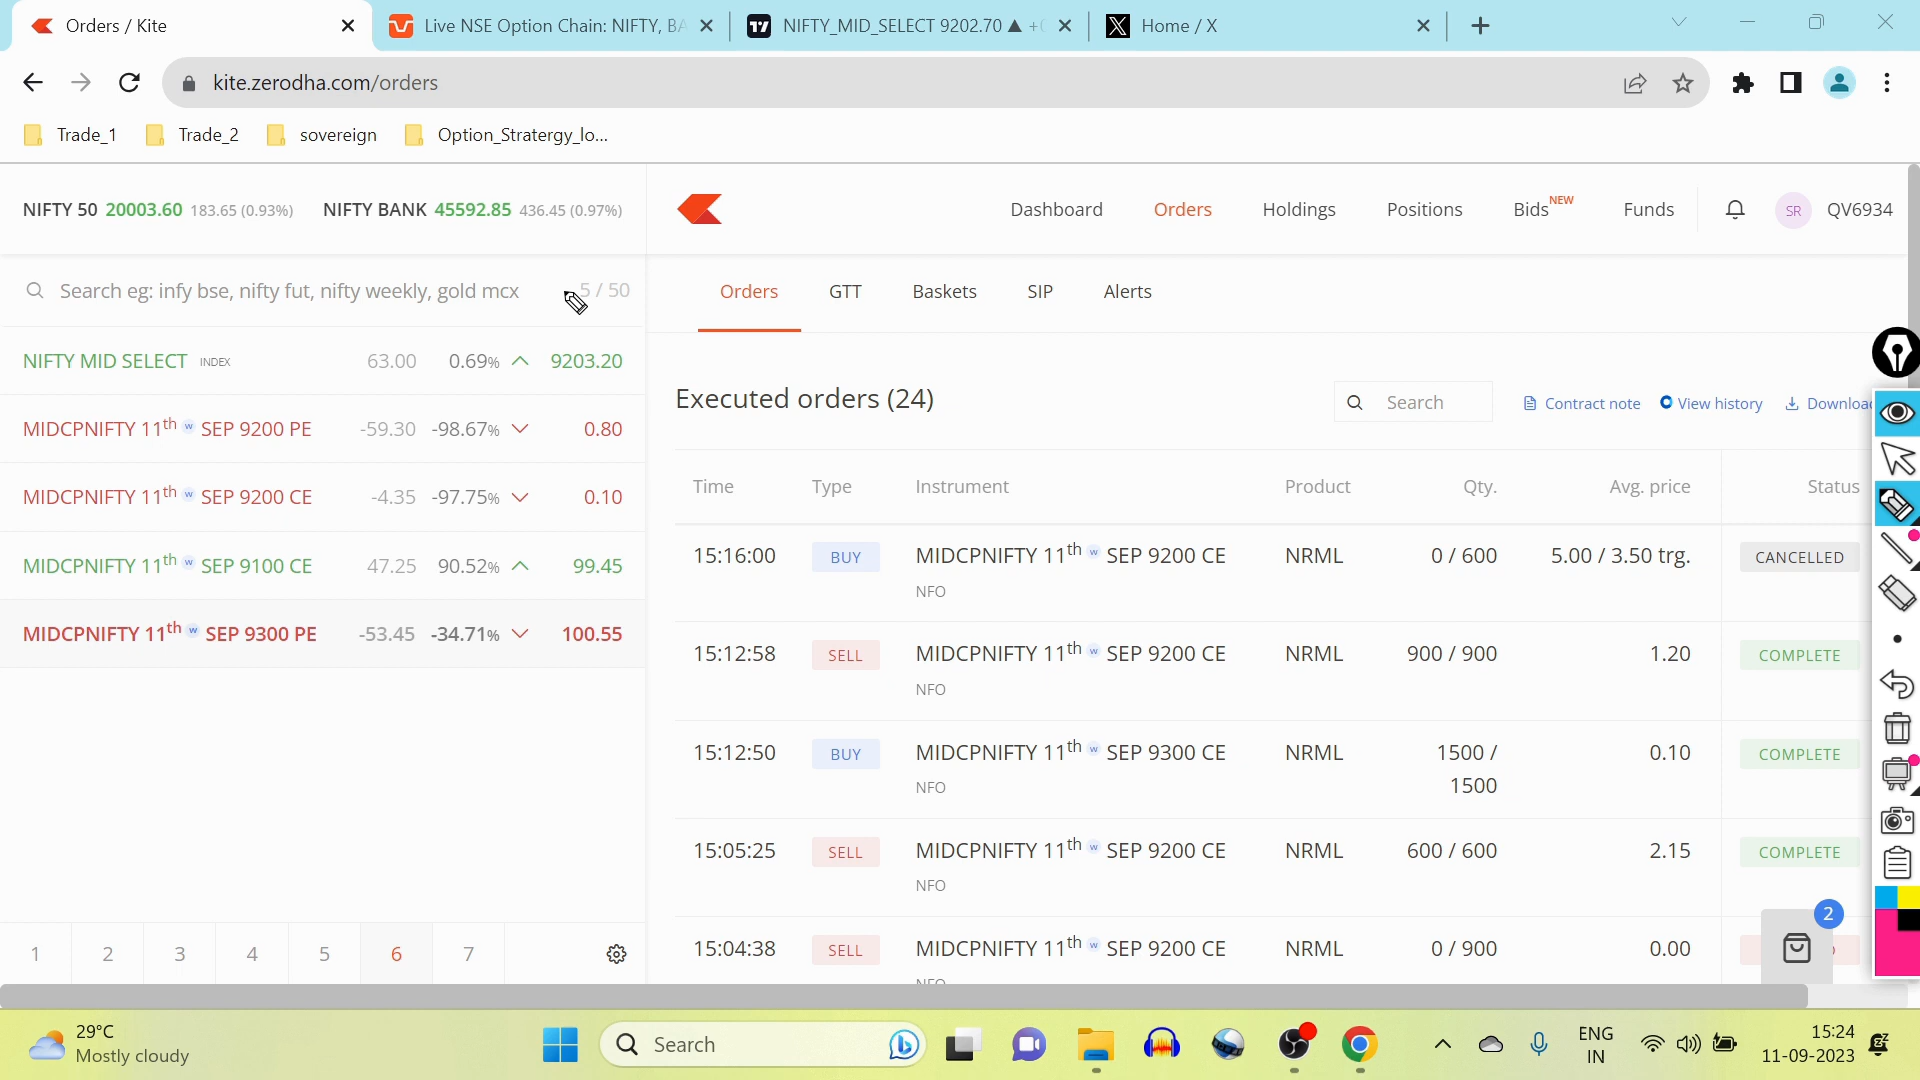 Orders / Kite
Live NSE Option Chain: NIFTY, BA
NIFTY_MID_SELECT 9202.70 ▲ +
Home / X
kite.zerodha.com/orders
Trade_1
Trade_2
sovereign
Option_Stratergy_lo...
NIFTY 50 20003.60 183.65 (0.93%) NIFTY BANK 45592.85 436.45 (0.97%)
Dashboard Orders Holdings Positions Bids NEW Funds SR QV6934
Search eg: infy bse, nifty fut, nifty weekly, gold mcx 5 / 50
Orders GTT Baskets SIP Alerts
NIFTY MID SELECT INDEX 63.00 0.69% 9203.20
MIDCPNIFTY 11th w SEP 9200 PE -59.30 -98.67% 0.80
MIDCPNIFTY 11th w SEP 9200 CE -4.35 -97.75% 0.10
MIDCPNIFTY 11th w SEP 9100 CE 47.25 90.52% 99.45
MIDCPNIFTY 11th w SEP 9300 PE -53.45 -34.71% 100.55
1 2 3 4 5 6 7
Executed orders (24)
Search Contract note View history Downloa
Time Type Instrument Product Qty. Avg. price Status
15:16:00 BUY MIDCPNIFTY 11th w SEP 9200 CE NRML 0 / 600 5.00 / 3.50 trg. CANCELLED
NFO
15:12:58 SELL MIDCPNIFTY 11th w SEP 9200 CE NRML 900 / 900 1.20 COMPLETE
NFO
15:12:50 BUY MIDCPNIFTY 11th w SEP 9300 CE NRML 1500 / 0.10 COMPLETE
1500
NFO
15:05:25 SELL MIDCPNIFTY 11th w SEP 9200 CE NRML 600 / 600 2.15 COMPLETE
NFO
15:04:38 SELL MIDCPNIFTY 11th w SEP 9200 CE NRML 0 / 900 0.00
NFO
2
29°C
Mostly cloudy
Search
ENG
IN
15:24
11-09-2023